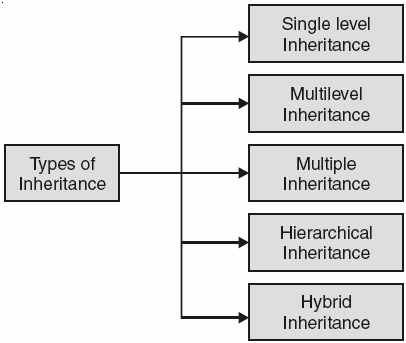 Single level
Inheritance
Multilevel
Inheritance
Types of
Inheritance
Multiple
Inheritance
Hierarchical
Inheritance
Hybrid
Inheritance